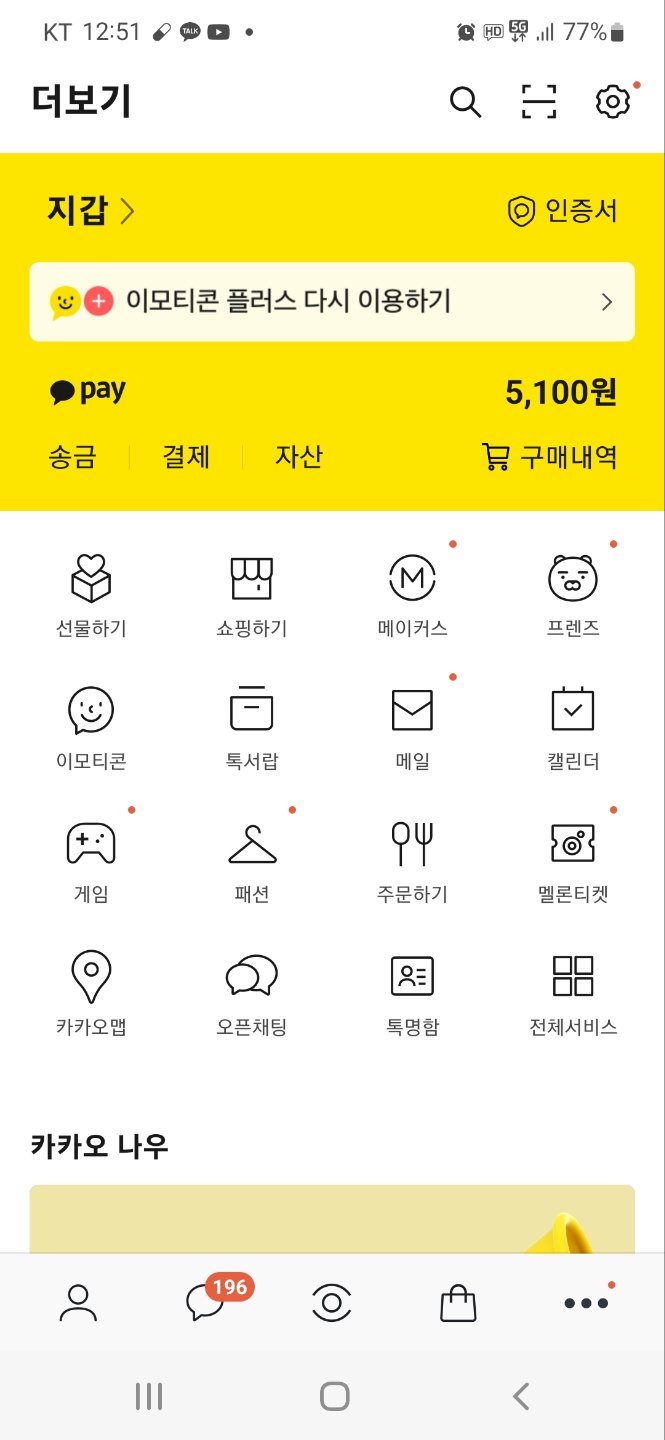 KT 12:51 TALK HD 5G 77%
더보기
지갑 인증서
이모티콘 플러스 다시 이용하기
pay 5,100원
송금 결제 자산 구매내역
선물하기 쇼핑하기 메이커스 프렌즈
이모티콘 톡서랍 메일 캘린더
게임 패션 주문하기 멜론티켓
카카오맵 오픈채팅 톡명함 전체서비스
카카오 나우
196